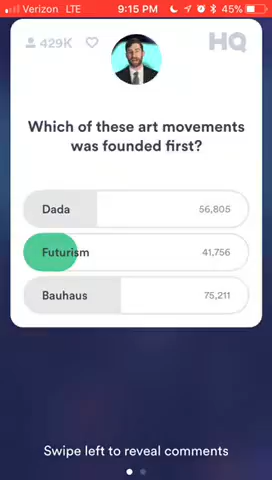 Verizon LTE 9:15 PM 45%
429K HQ
Which of these art movements
was founded first?
Dada 56,805
Futurism 41,756
Bauhaus 75,211
Swipe left to reveal comments